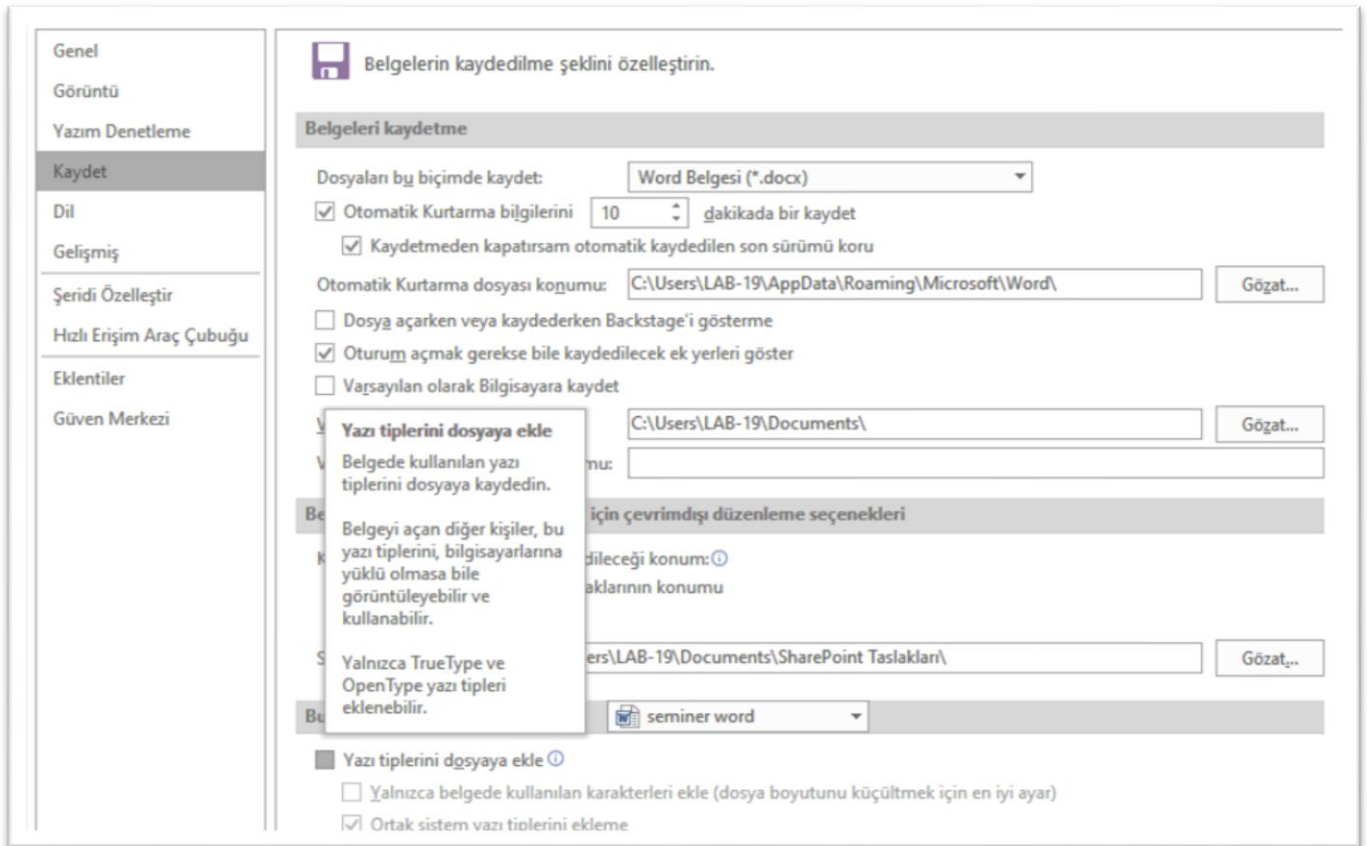 Genel
Görüntü
Yazım Denetleme
Kaydet
Dil
Gelişmiş
Şeridi Özelleştir
Hızlı Erişim Araç Çubuğu
Eklentiler
Güven Merkezi
Belgelerin kaydedilme şeklini özelleştirin.
Belgeleri kaydetme
Dosyaları bu biçimde kaydet: Word Belgesi (*.docx)
Otomatik Kurtarma bilgilerini 10 dakikada bir kaydet
Kaydetmeden kapatırsam otomatik kaydedilen son sürümü koru
Otomatik Kurtarma dosyası konumu: C:\Users\LAB-19\AppData\Roaming\Microsoft\Word\ Gözat...
Dosya açarken veya kaydederken Backstage'i gösterme
Oturum açmak gerekse bile kaydedilecek ek yerleri göster
Varsayılan olarak Bilgisayara kaydet
C:\Users\LAB-19\Documents\ Gözat...
Yazı tiplerini dosyaya ekle
Belgede kullanılan yazı
tiplerini dosyaya kaydedin.
Belgeyi açan diğer kişiler, bu
yazı tiplerini, bilgisayarlarına
yüklü olmasa bile
görüntüleyebilir ve
kullanabilir.
Yalnızca TrueType ve
OpenType yazı tipleri
eklenebilir.
için çevrimdışı düzenleme seçenekleri
konum:
konumu
\LAB-19\Documents\SharePoint Taslakları\ Gözat...
seminer word
Yazı tiplerini dosyaya ekle
Yalnızca belgede kullanılan karakterleri ekle (dosya boyutunu küçültmek için en iyi ayar)
Ortak sistem yazı tiplerini ekleme